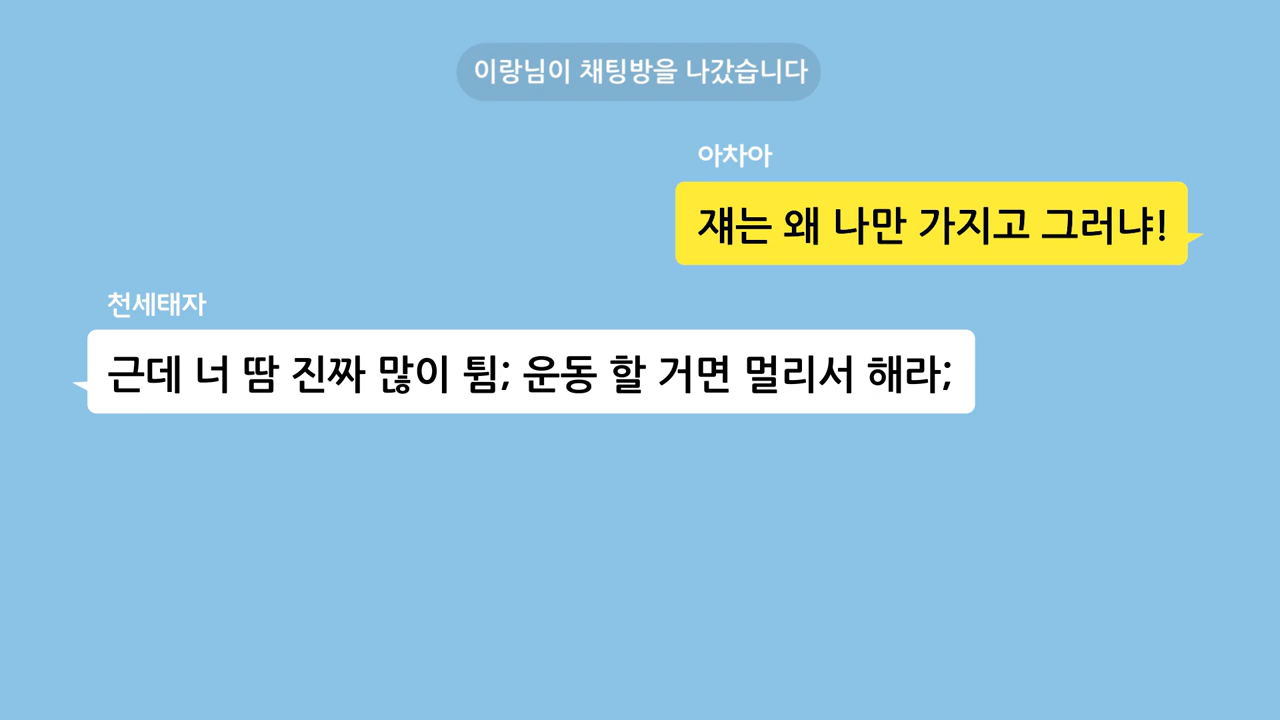 이랑님이 채팅방을 나갔습니다
아차아
쟤는 왜 나만 가지고 그러냐!
천세태자
근데 너 땀 진짜 많이 튐; 운동 할 거면 멀리서 해라;